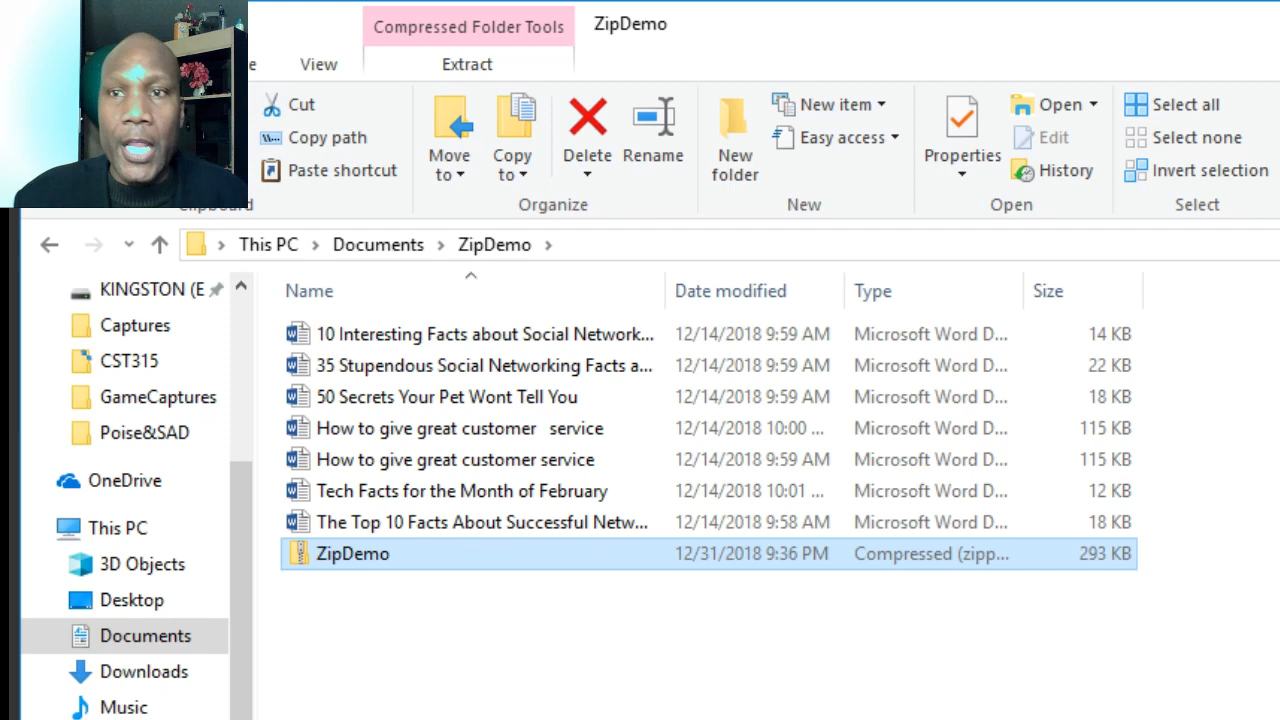 Compressed Folder Tools
ZipDemo
e
View
Extract
Cut
Copy path
Paste shortcut
Move to
Copy to
Delete
Rename
Organize
New folder
New item
Easy access
New
Properties
Open
Edit
History
Open
Select all
Select none
Invert selection
Select
This PC > Documents > ZipDemo >
KINGSTON (E
Captures
CST315
GameCaptures
Poise&SAD
OneDrive
This PC
3D Objects
Desktop
Documents
Downloads
Music
Name Date modified Type Size
10 Interesting Facts about Social Network... 12/14/2018 9:59 AM Microsoft Word D... 14 KB
35 Stupendous Social Networking Facts a... 12/14/2018 9:59 AM Microsoft Word D... 22 KB
50 Secrets Your Pet Wont Tell You 12/14/2018 9:59 AM Microsoft Word D... 18 KB
How to give great customer   service 12/14/2018 10:00 ... Microsoft Word D... 115 KB
How to give great customer service 12/14/2018 9:59 AM Microsoft Word D... 115 KB
Tech Facts for the Month of February 12/14/2018 10:01 ... Microsoft Word D... 12 KB
The Top 10 Facts About Successful Netw... 12/14/2018 9:58 AM Microsoft Word D... 18 KB
ZipDemo 12/31/2018 9:36 PM Compressed (zipp... 293 KB